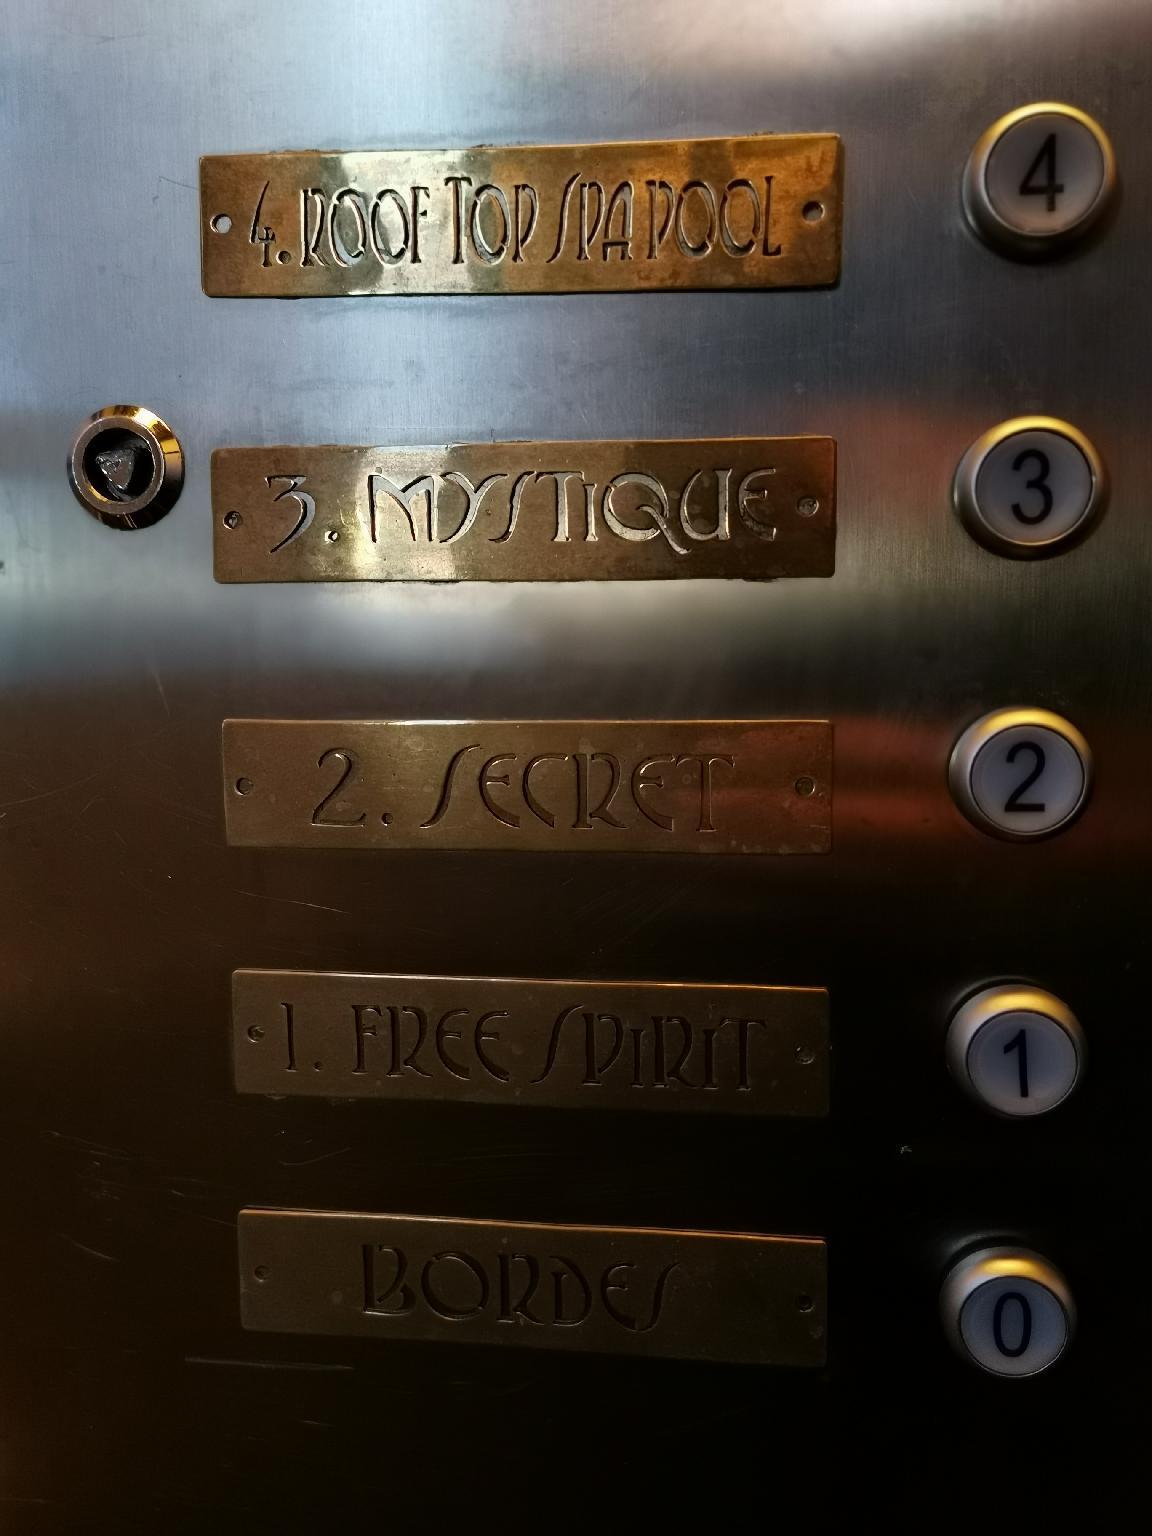 4. ROOF TOP SPA POOL 4
3. MYSTIQUE 3
2. SECRET 2
1. FREE SPIRIT 1
BORDES 0